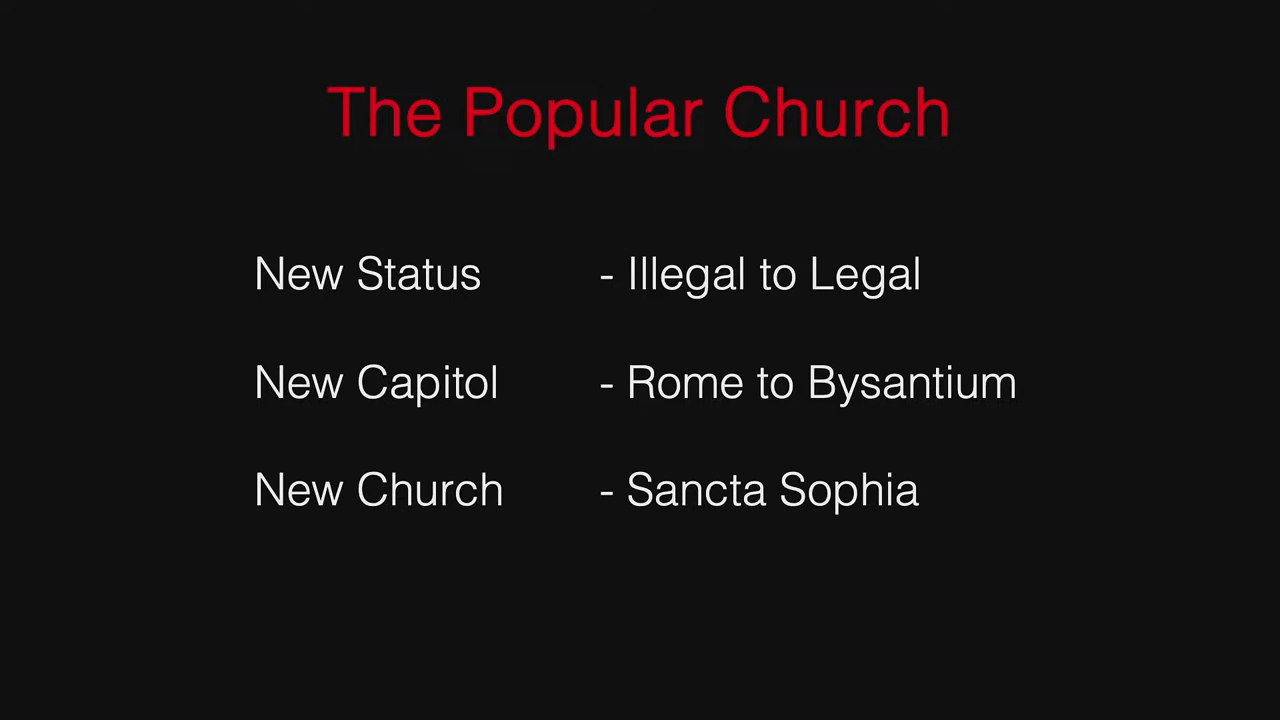 The Popular Church
New Status - Illegal to Legal
New Capitol - Rome to Bysantium
New Church - Sancta Sophia